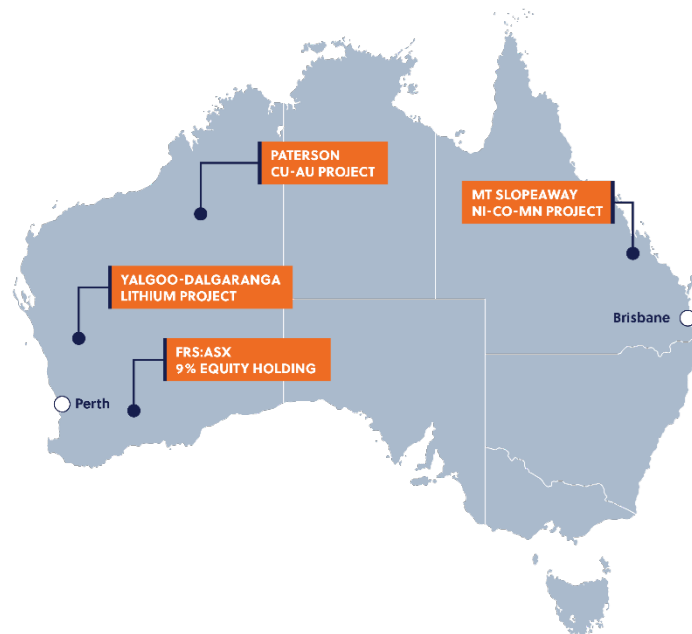 PATERSON
CU-AU PROJECT
MT SLOPEAWAY
NI-CO-MN PROJECT
YALGOO-DALGARANGA
LITHIUM PROJECT
Brisbane
FRS:ASX
9% EQUITY HOLDING
Perth